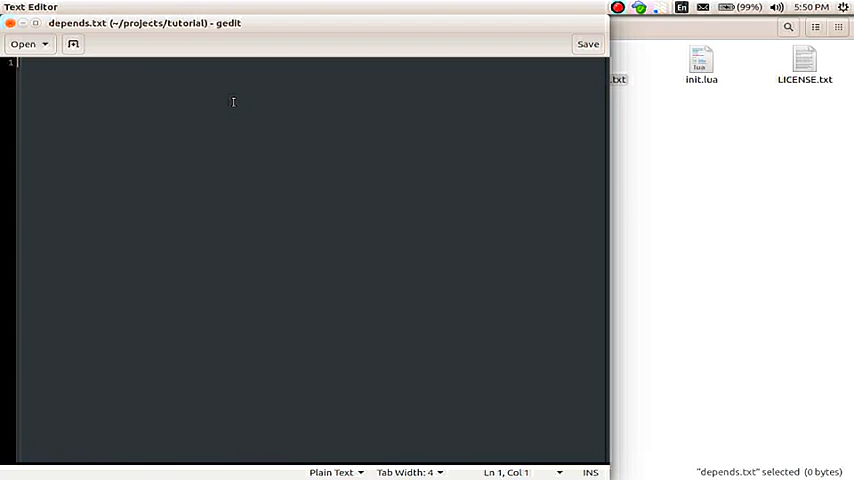 Text Editor
En
(99%)
5:50 PM
depends.txt (~/projects/tutorial) - gedit
Open
Save
1
.txt
lua
init.lua
LICENSE.txt
Plain Text
Tab Width: 4
Ln 1, Col 1
INS
"depends.txt" selected (0 bytes)